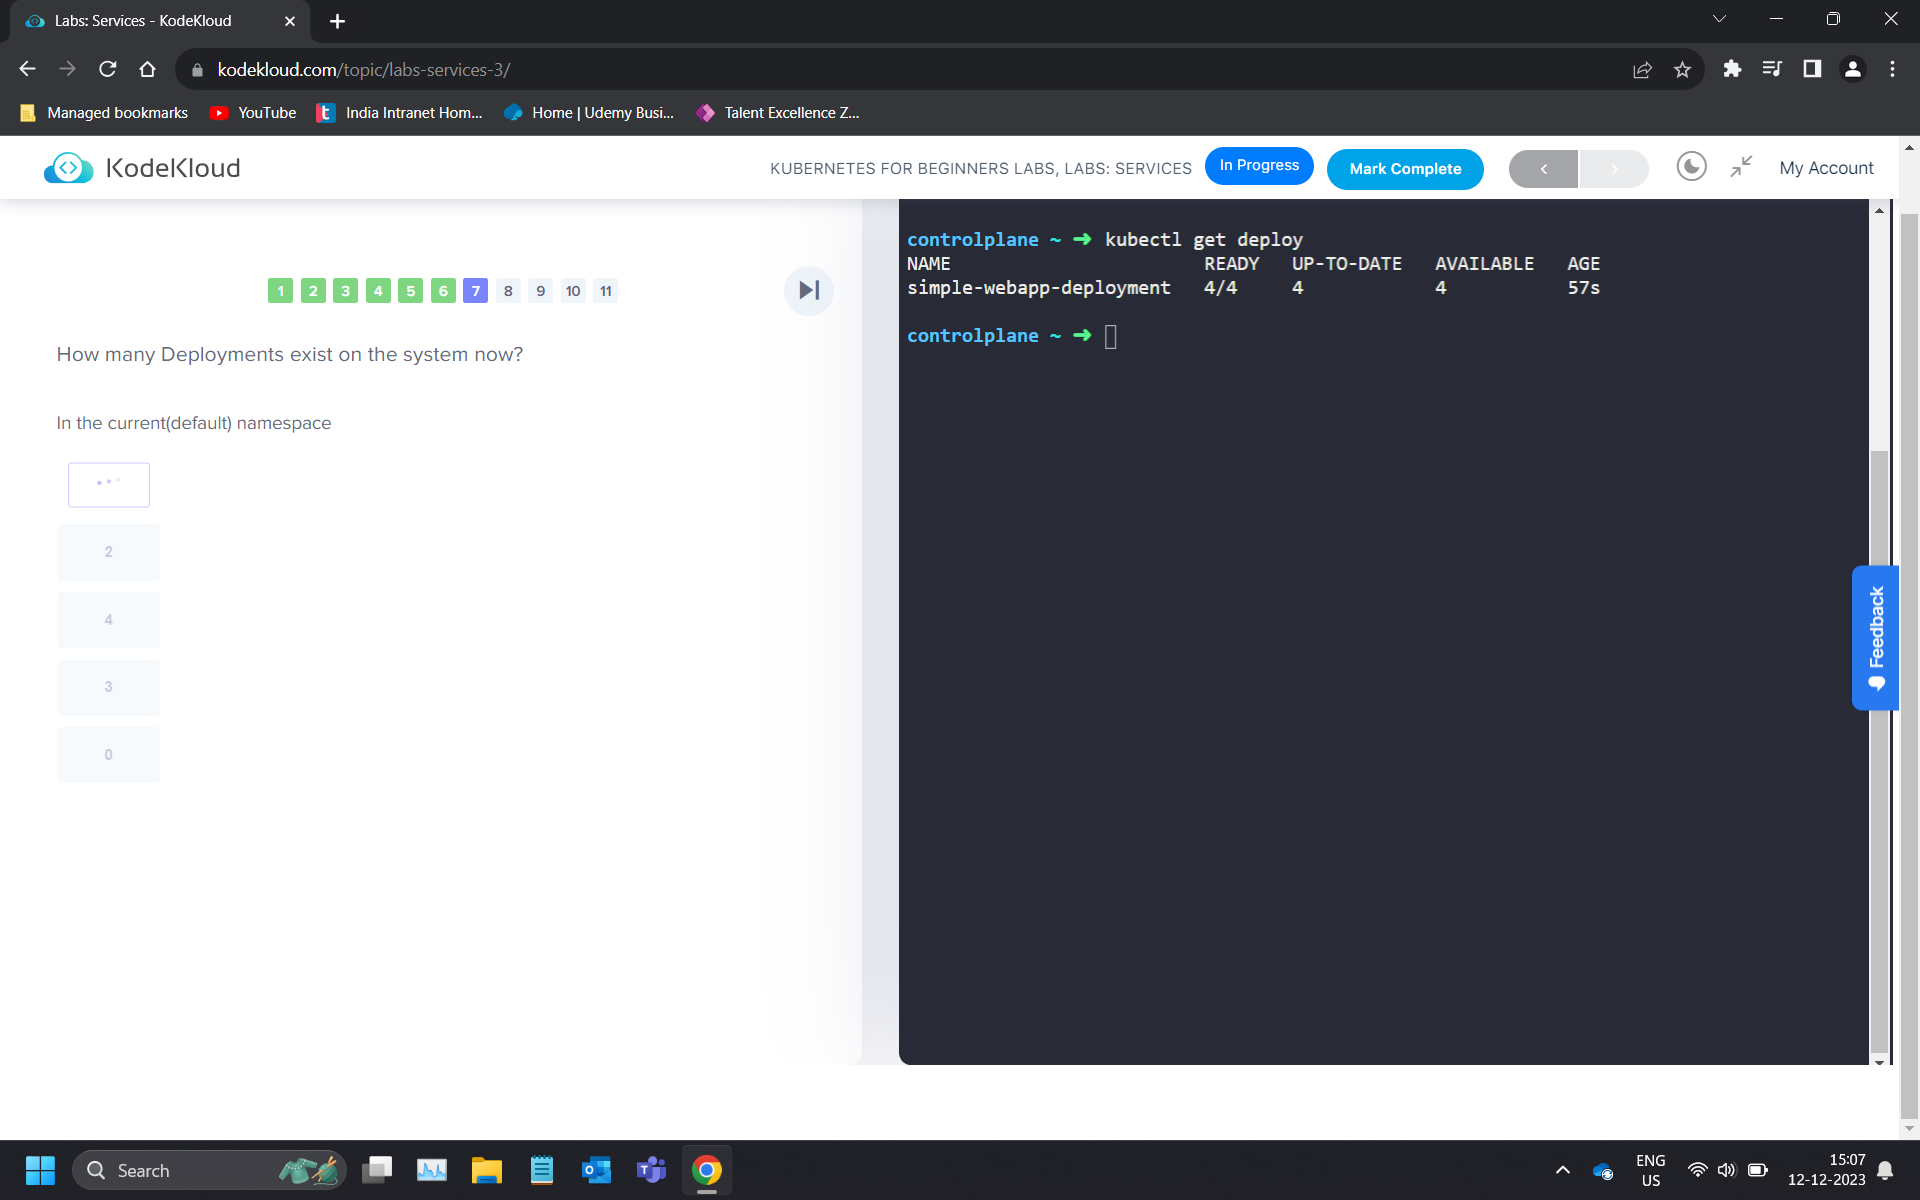 Labs: Services - KodeKloud
kodekloud.com/topic/labs-services-3/
Managed bookmarks
YouTube
India Intranet Hom...
Home | Udemy Busi...
Talent Excellence Z...
KodeKloud
KUBERNETES FOR BEGINNERS LABS, LABS: SERVICES
In Progress
Mark Complete
My Account
1 2 3 4 5 6 7 8 9 10 11
How many Deployments exist on the system now?
In the current(default) namespace
2
4
3
0
controlplane ~ ➜ kubectl get deploy
NAME READY UP-TO-DATE AVAILABLE AGE
simple-webapp-deployment 4/4 4 4 57s
controlplane ~ ➜
Feedback
Search
ENG
US
15:07
12-12-2023